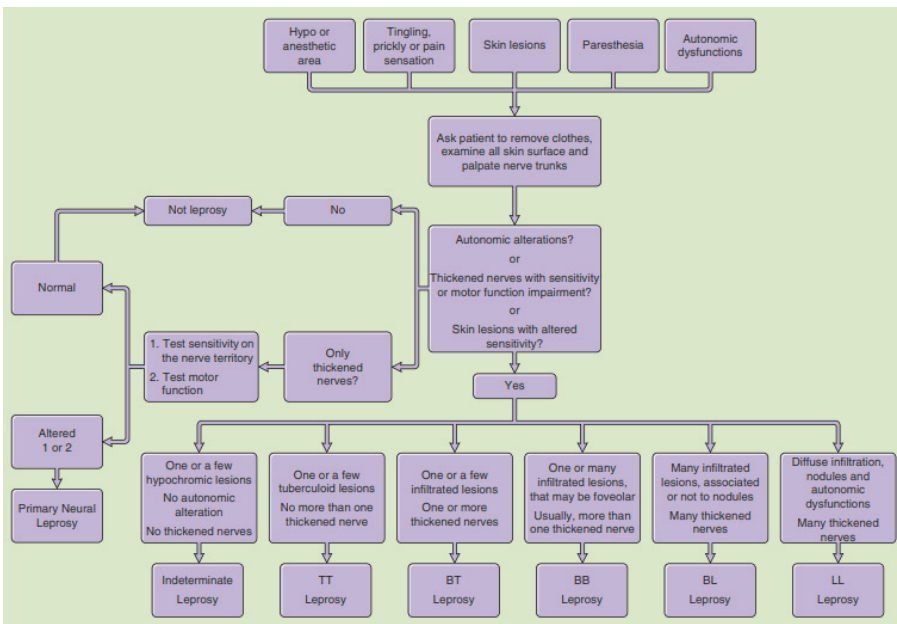 Hypo or
anesthetic
area
Tingling,
prickly or pain
sensation
Skin lesions
Paresthesia
Autonomic
dysfunctions
Ask patient to remove clothes,
examine all skin surface and
palpate nerve trunks
Not leprosy
No
Autonomic alterations?
or
Thickened nerves with sensitivity
or motor function impairment?
or
Skin lesions with altered
sensitivity?
Normal
1. Test sensitivity on
the nerve territory
2. Test motor
function
Only
thickened
nerves?
Yes
Altered
1 or 2
Primary Neural
Leprosy
One or a few
hypochromic lesions
No autonomic
alteration
No thickened nerves
One or a few
tuberculoid lesions
No more than one
thickened nerve
One or a few
infiltrated lesions
One or more
thickened nerves
One or many
infiltrated lesions,
that may be foveolar
Usually, more than
one thickened nerve
Many infiltrated
lesions, associated
or not to nodules
Many thickened
nerves
Diffuse infiltration,
nodules and
autonomic
dysfunctions
Many thickened
nerves
Indeterminate
Leprosy
TT
Leprosy
BT
Leprosy
BB
Leprosy
BL
Leprosy
LL
Leprosy